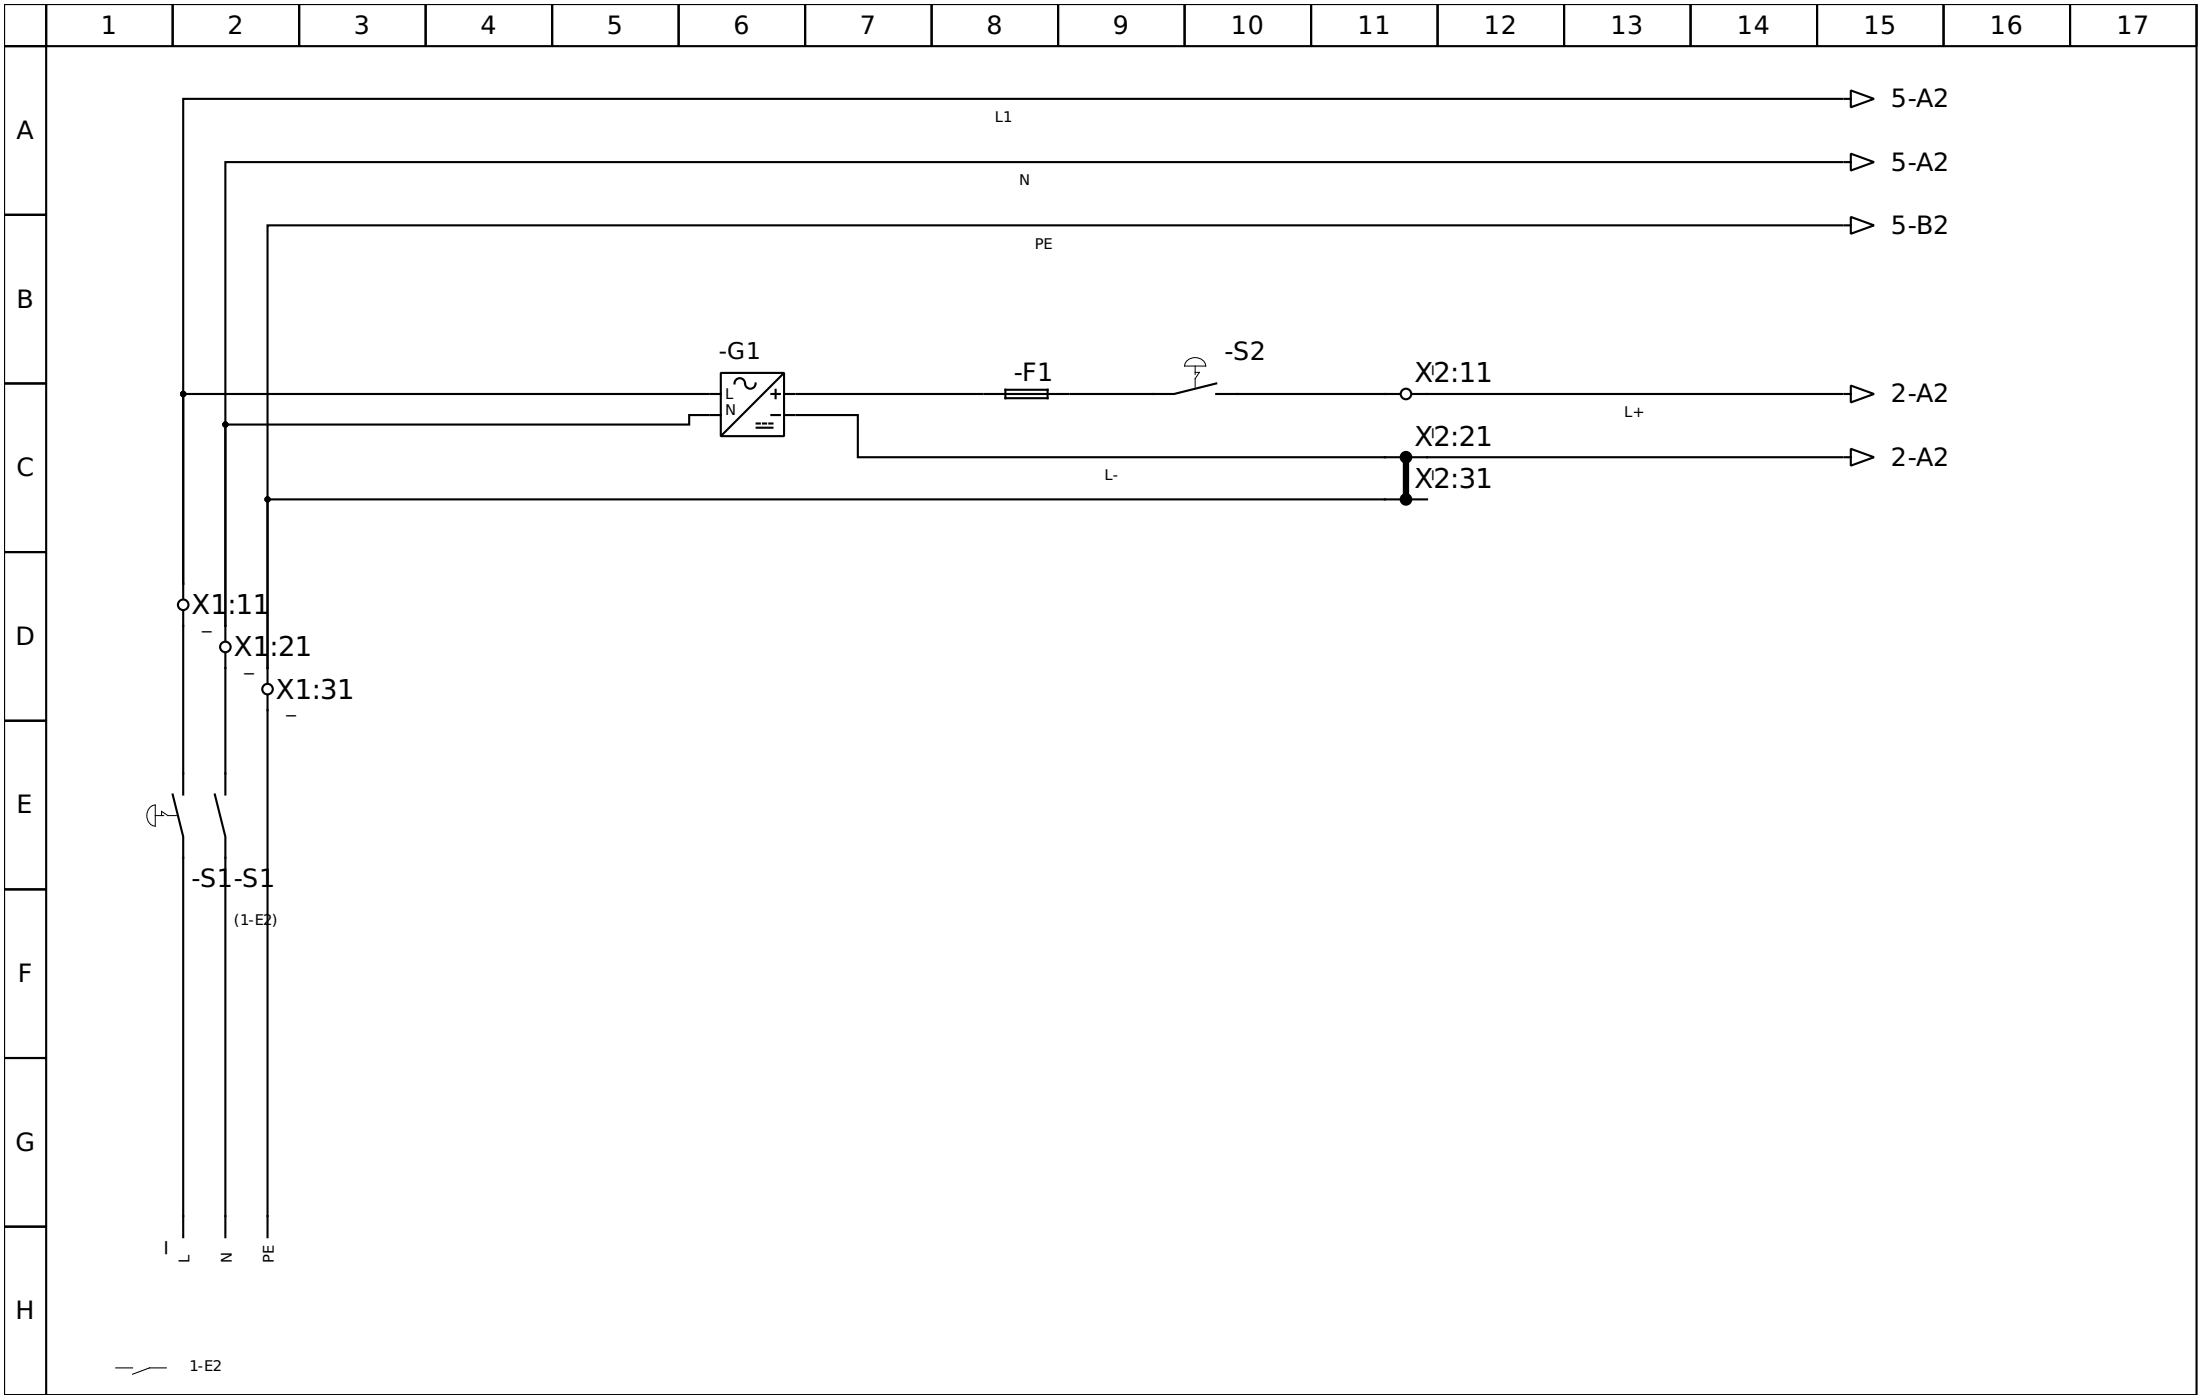 1 2 3 4 5 6 7 8 9 10 11 12 13 14 15 16 17
A
5-A2
L1
5-A2
N
5-B2
PE
B
-G1 -S2
-F1 X2:11
L + 2-A2
N −
L+
X2:21
C 2-A2
L-
X2:31
X1:11
D
X1:21
X1:31
E
-S1 -S1
(1-E2)
F
G
L N PE
H
1-E2